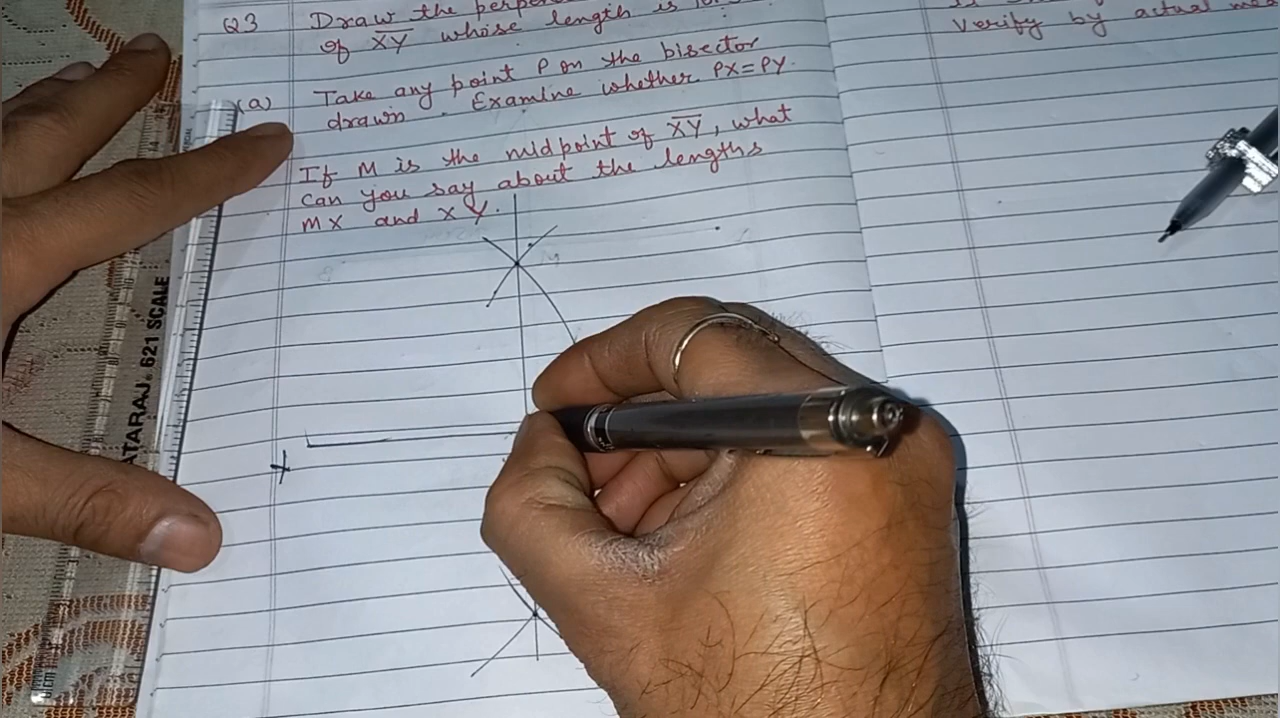 Q3 Draw the
of XY whose length is
(a) Take any point P on the bisector
drawn. Examine whether PX=PY.
If M is the midpoint of XY, what
can you say about the lengths
MX and XY.
Verify by actual
ATARAJ. 621 SCALE
cm